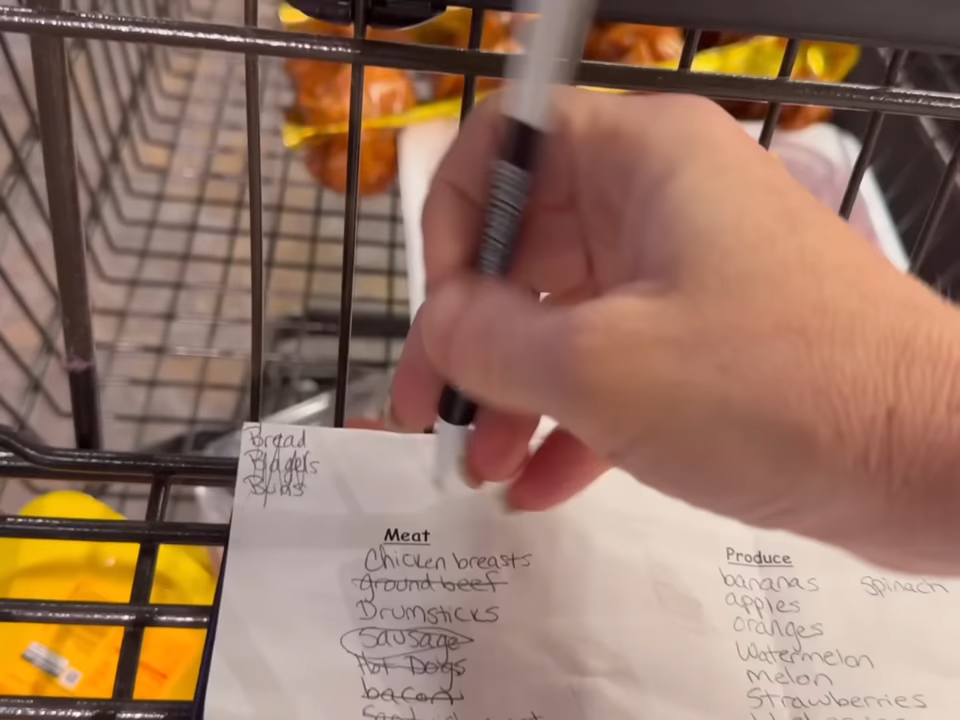 Bread
Bagels
Buns
Meat
Chicken breasts
ground beef
Drumsticks
Sausage
Hot Dogs
bacon
Produce
bananas spinach
apples
oranges
Watermelon
melon
Strawberries